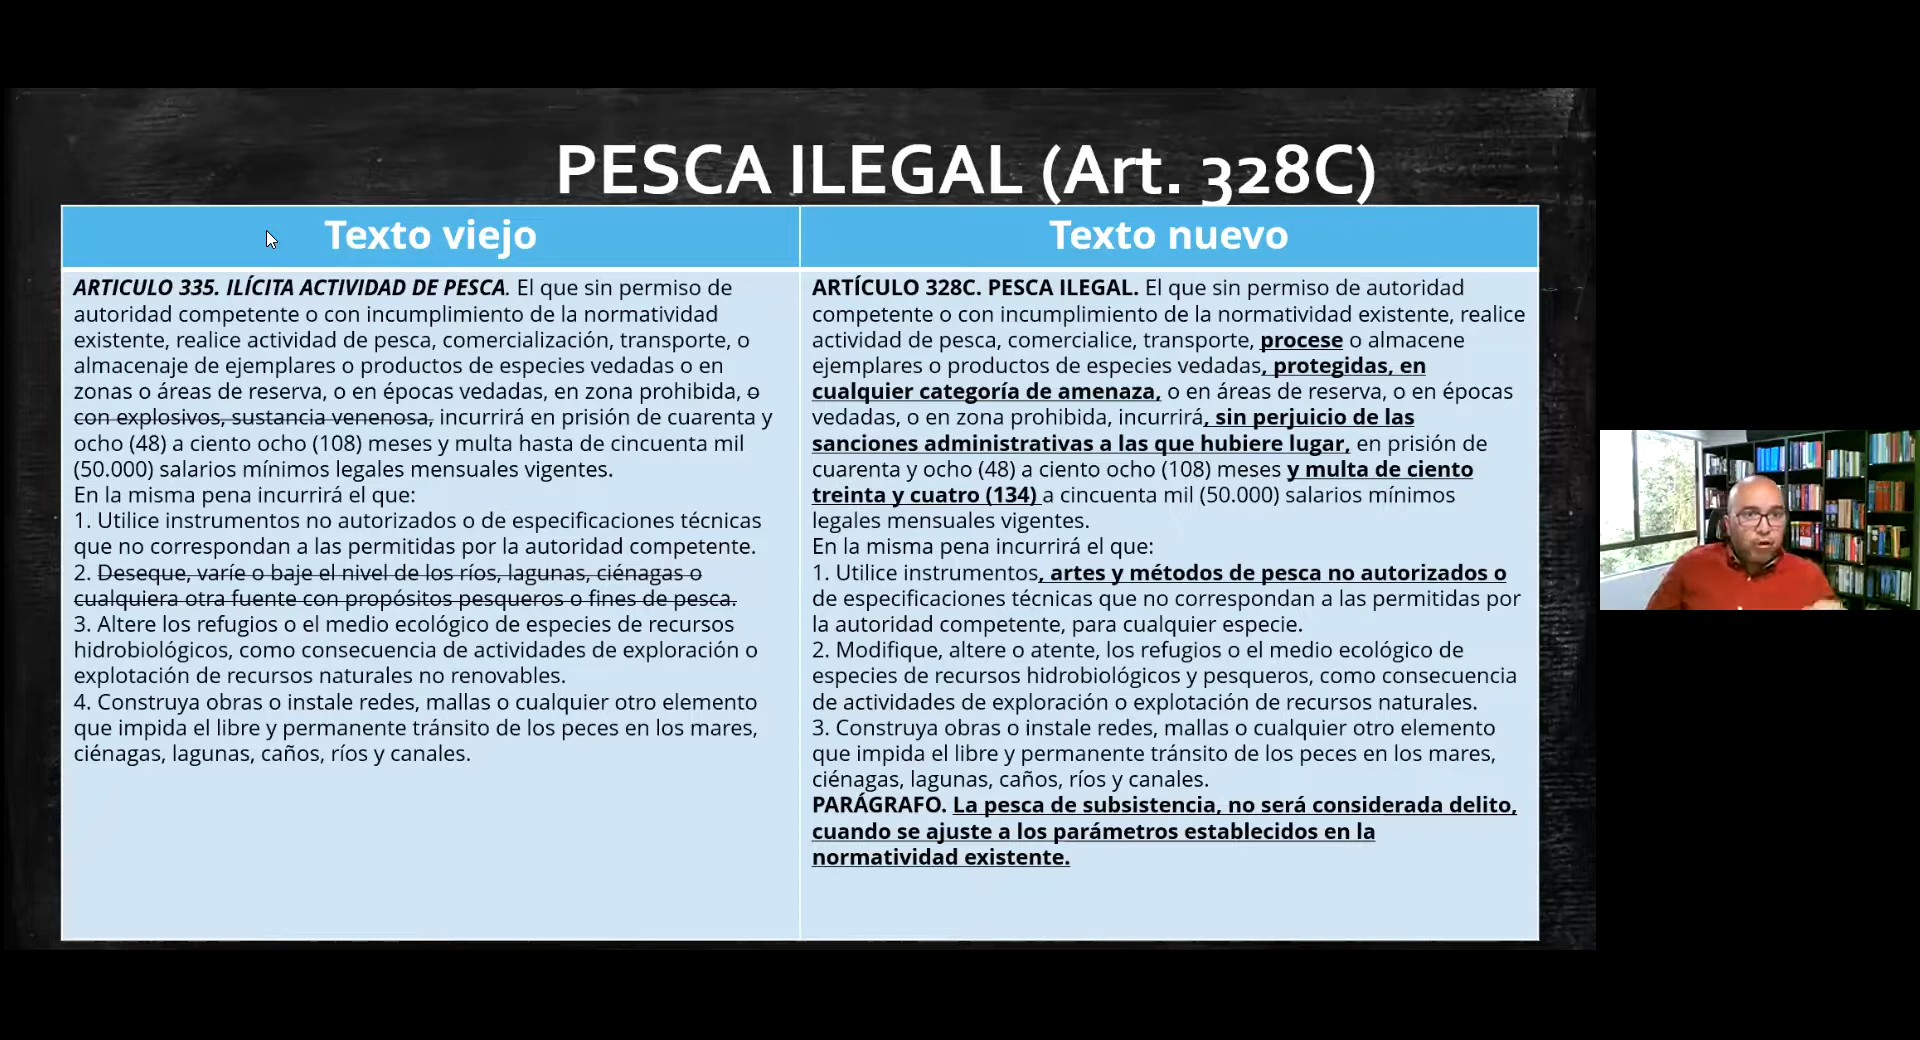 PESCA ILEGAL (Art. 328C)
Texto viejo
ARTICULO 335. ILÍCITA ACTIVIDAD DE PESCA. El que sin permiso de
autoridad competente o con incumplimiento de la normatividad
existente, realice actividad de pesca, comercialización, transporte, o
almacenaje de ejemplares o productos de especies vedadas o en
zonas o áreas de reserva, o en épocas vedadas, en zona prohibida, o
con explosivos, sustancia venenosa, incurrirá en prisión de cuarenta y
ocho (48) a ciento ocho (108) meses y multa hasta de cincuenta mil
(50.000) salarios mínimos legales mensuales vigentes.
En la misma pena incurrirá el que:
1. Utilice instrumentos no autorizados o de especificaciones técnicas
que no correspondan a las permitidas por la autoridad competente.
2. Deseque, varíe o baje el nivel de los ríos, lagunas, ciénagas o
cualquiera otra fuente con propósitos pesqueros o fines de pesca.
3. Altere los refugios o el medio ecológico de especies de recursos
hidrobiológicos, como consecuencia de actividades de exploración o
explotación de recursos naturales no renovables.
4. Construya obras o instale redes, mallas o cualquier otro elemento
que impida el libre y permanente tránsito de los peces en los mares,
ciénagas, lagunas, caños, ríos y canales.
Texto nuevo
ARTÍCULO 328C. PESCA ILEGAL. El que sin permiso de autoridad
competente o con incumplimiento de la normatividad existente, realice
actividad de pesca, comercialice, transporte, procese o almacene
ejemplares o productos de especies vedadas, protegidas, en
cualquier categoría de amenaza, o en áreas de reserva, o en épocas
vedadas, o en zona prohibida, incurrirá, sin perjuicio de las
sanciones administrativas a las que hubiere lugar, en prisión de
cuarenta y ocho (48) a ciento ocho (108) meses y multa de ciento
treinta y cuatro (134) a cincuenta mil (50.000) salarios mínimos
legales mensuales vigentes.
En la misma pena incurrirá el que:
1. Utilice instrumentos, artes y métodos de pesca no autorizados o
de especificaciones técnicas que no correspondan a las permitidas por
la autoridad competente, para cualquier especie.
2. Modifique, altere o atente, los refugios o el medio ecológico de
especies de recursos hidrobiológicos y pesqueros, como consecuencia
de actividades de exploración o explotación de recursos naturales.
3. Construya obras o instale redes, mallas o cualquier otro elemento
que impida el libre y permanente tránsito de los peces en los mares,
ciénagas, lagunas, caños, ríos y canales.
PARÁGRAFO. La pesca de subsistencia, no será considerada delito,
cuando se ajuste a los parámetros establecidos en la
normatividad existente.